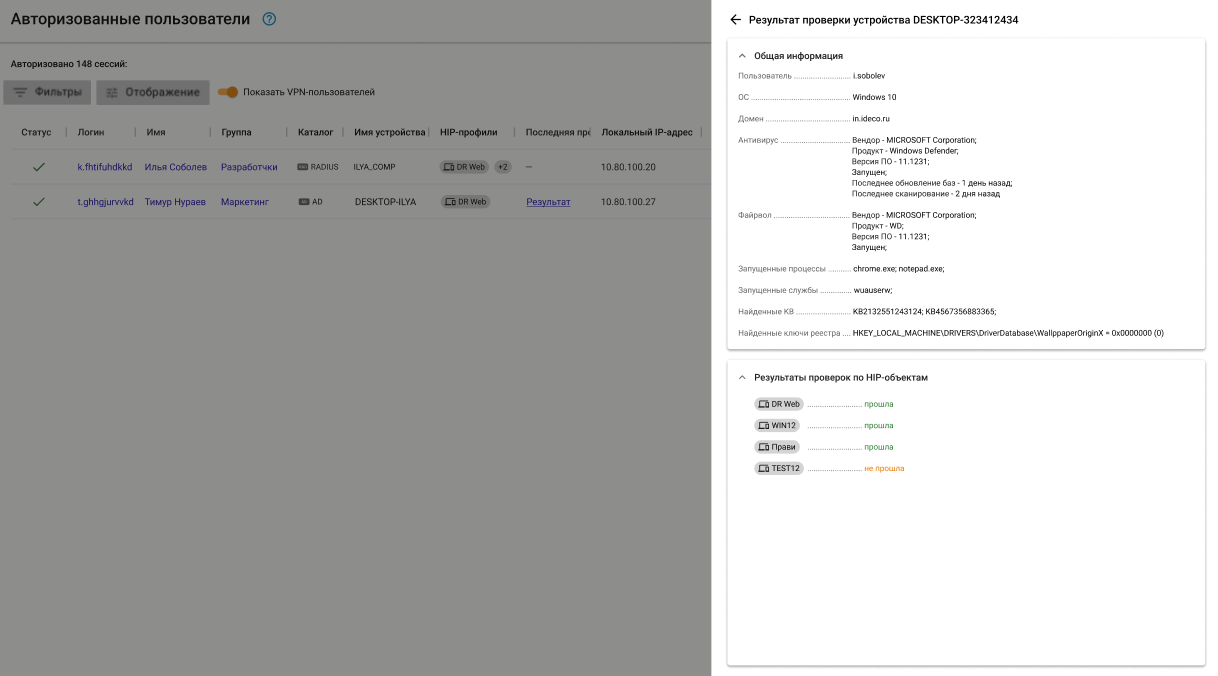 Авторизованные пользователи
Авторизовано 148 сессий:
Фильтры Отображение Показать VPN-пользователей
Статус Логин Имя Группа Каталог Имя устройства HIP-профили Последняя про Локальный IP-адрес
k.fhtifuhdkkd Илья Соболев Разработчки RADIUS ILYA_COMP DR Web +2 — 10.80.100.20
t.ghhgjurvvkd Тимур Нураев Маркетинг AD DESKTOP-ILYA DR Web Результат 10.80.100.27
Результат проверки устройства DESKTOP-323412434
Общая информация
Пользователь i.sobolev
ОС Windows 10
Домен in.ideco.ru
Антивирус Вендор - MICROSOFT Corporation;
Продукт - Windows Defender;
Версия ПО - 11.1231;
Запущен;
Последнее обновление баз - 1 день назад;
Последнее сканирование - 2 дня назад
Файрвол Вендор - MICROSOFT Corporation;
Продукт - WD;
Версия ПО - 11.1231;
Запущен;
Запущенные процессы chrome.exe; notepad.exe;
Запущенные службы wuauserw;
Найденные KB KB2132551243124; KB4567356883365;
Найденные ключи реестра HKEY_LOCAL_MACHINE\DRIVERS\DriverDatabase\WallppaperOriginX = 0x0000000 (0)
Результаты проверок по HIP-объектам
DR Web прошла
WIN12 прошла
Прави прошла
TEST12 не прошла